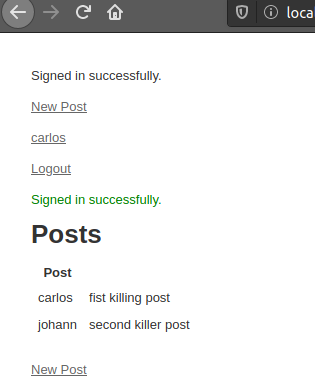 loca
Signed in successfully.
New Post
carlos
Logout
Signed in successfully.
Posts
Post
carlos fist killing post
johann second killer post
New Post